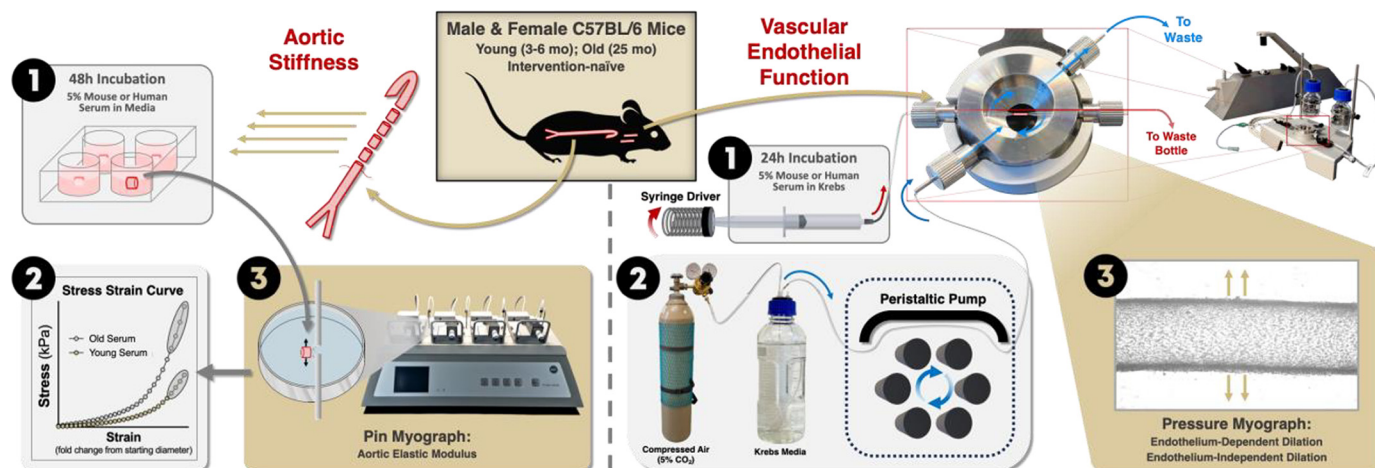 Male & Female C57BL/6 Mice
Young (3-6 mo); Old (25 mo)
Intervention-naïve
Aortic
Stiffness
1
48h Incubation
5% Mouse or Human
Serum in Media
2
Stress Strain Curve
Stress (kPa)
Old Serum
Young Serum
Strain
(fold change from starting diameter)
3
Pin Myograph:
Aortic Elastic Modulus
Vascular
Endothelial
Function
To
Waste
To Waste
Bottle
1
24h Incubation
5% Mouse or Human
Serum in Krebs
Syringe Driver
2
Compressed Air
(5% CO₂)
Krebs Media
Peristaltic Pump
3
Pressure Myograph:
Endothelium-Dependent Dilation
Endothelium-Independent Dilation